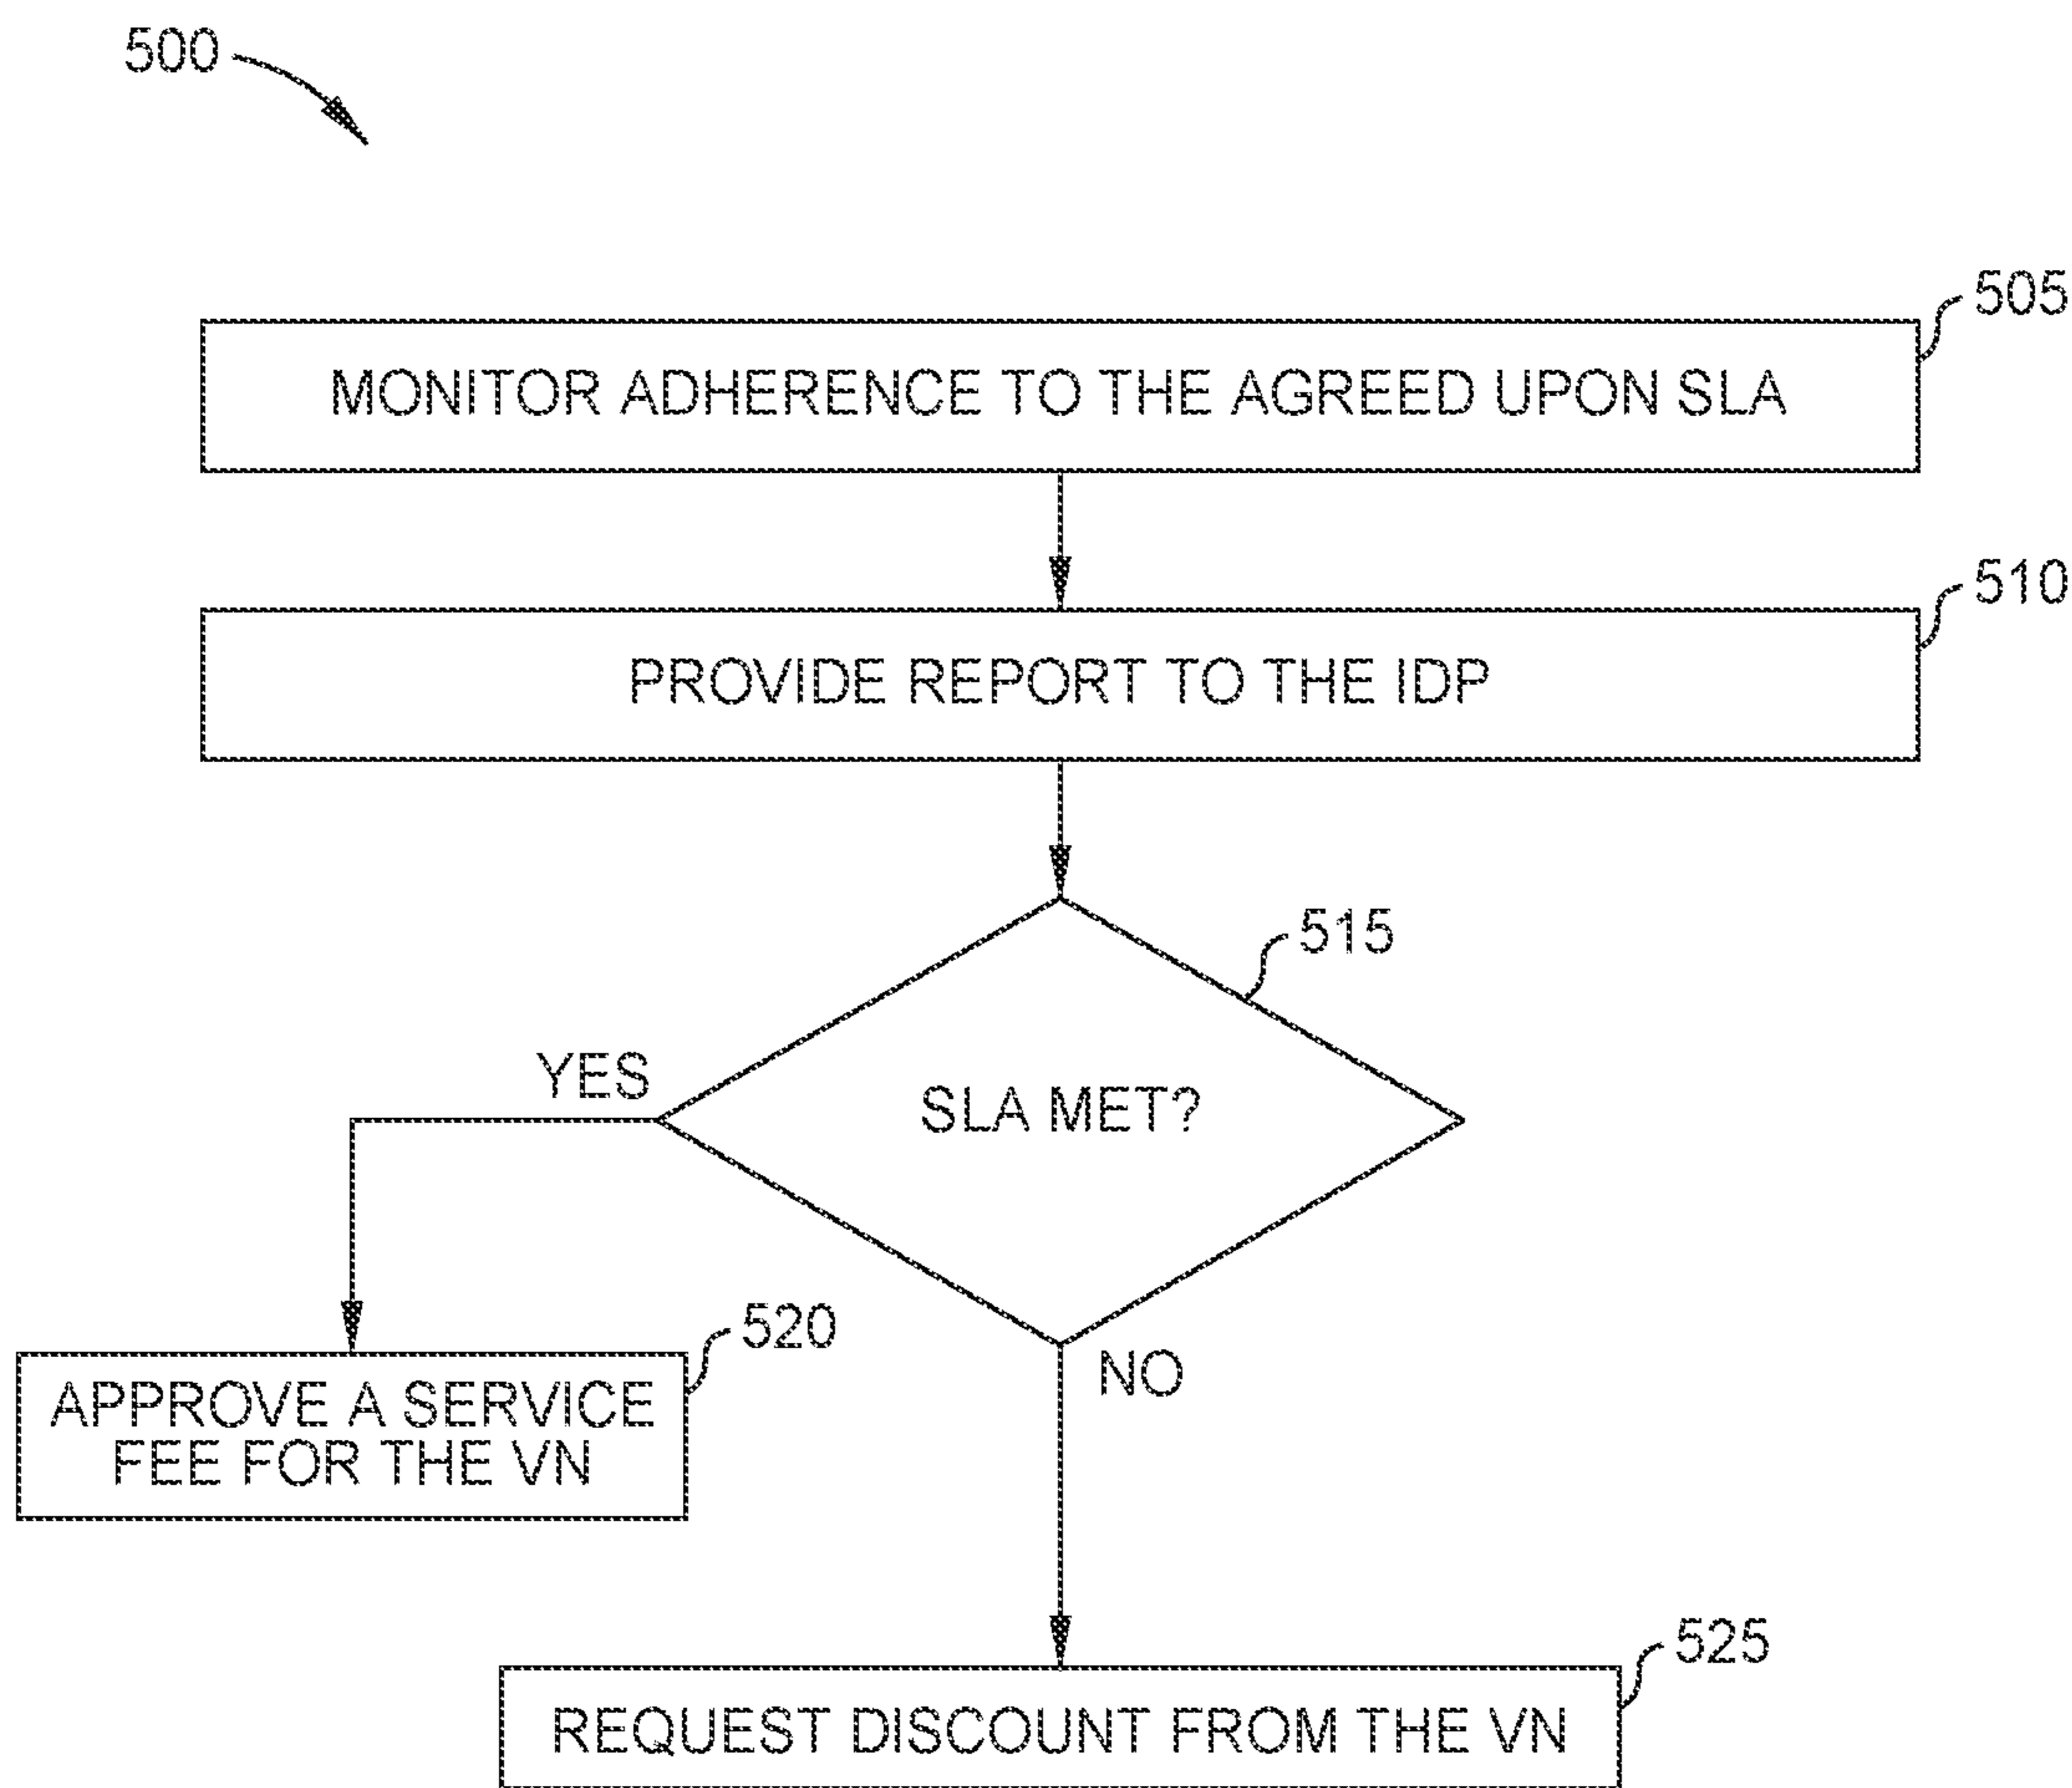 500
505
MONITOR ADHERENCE TO THE AGREED UPON SLA
510
PROVIDE REPORT TO THE IDP
515
SLA MET?
YES
NO
520
APPROVE A SERVICE
FEE FOR THE VN
525
REQUEST DISCOUNT FROM THE VN